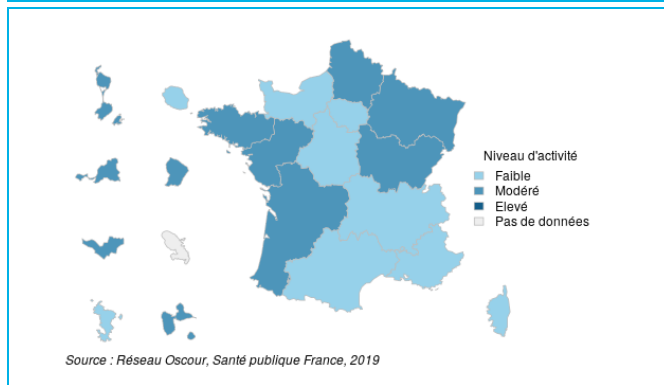 Niveau d'activité
Faible
Modéré
Elevé
Pas de données
Source : Réseau Oscour, Santé publique France, 2019